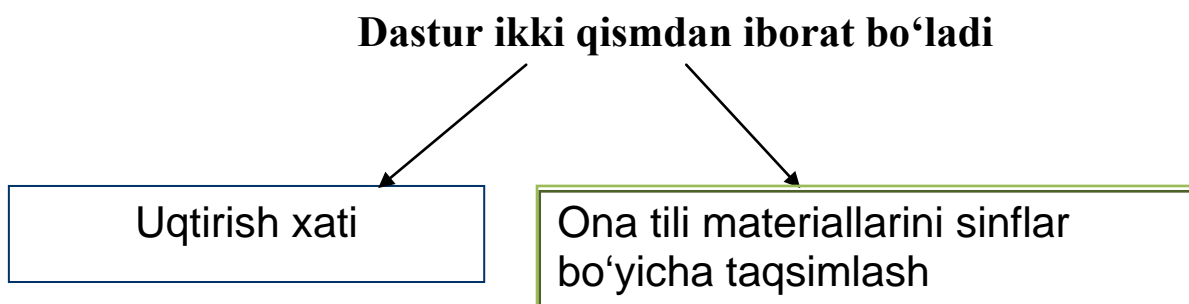 Dastur ikki qismdan iborat bo‘ladi
Uqtirish xati
Ona tili materiallarini sinflar
bo‘yicha taqsimlash